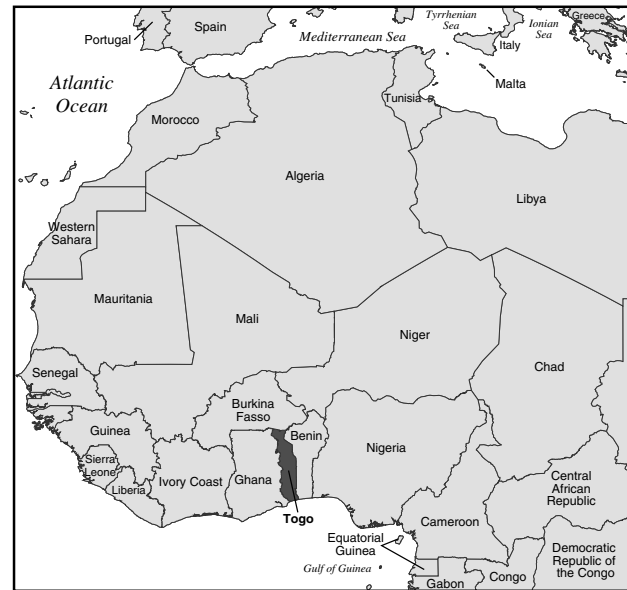 Portugal
Spain
Mediterranean Sea
Tyrrhenian
Sea
Italy
Ionian
Sea
Greece
Malta
Atlantic
Ocean
Tunisia
Morocco
Algeria
Libya
Western
Sahara
Mauritania
Mali
Niger
Chad
Senegal
Burkina
Fasso
Benin
Nigeria
Guinea
Sierra
Leone
Liberia
Ivory Coast
Ghana
Togo
Central
African
Republic
Cameroon
Equatorial
Guinea
Gulf of Guinea
Gabon
Congo
Democratic
Republic of
the Congo